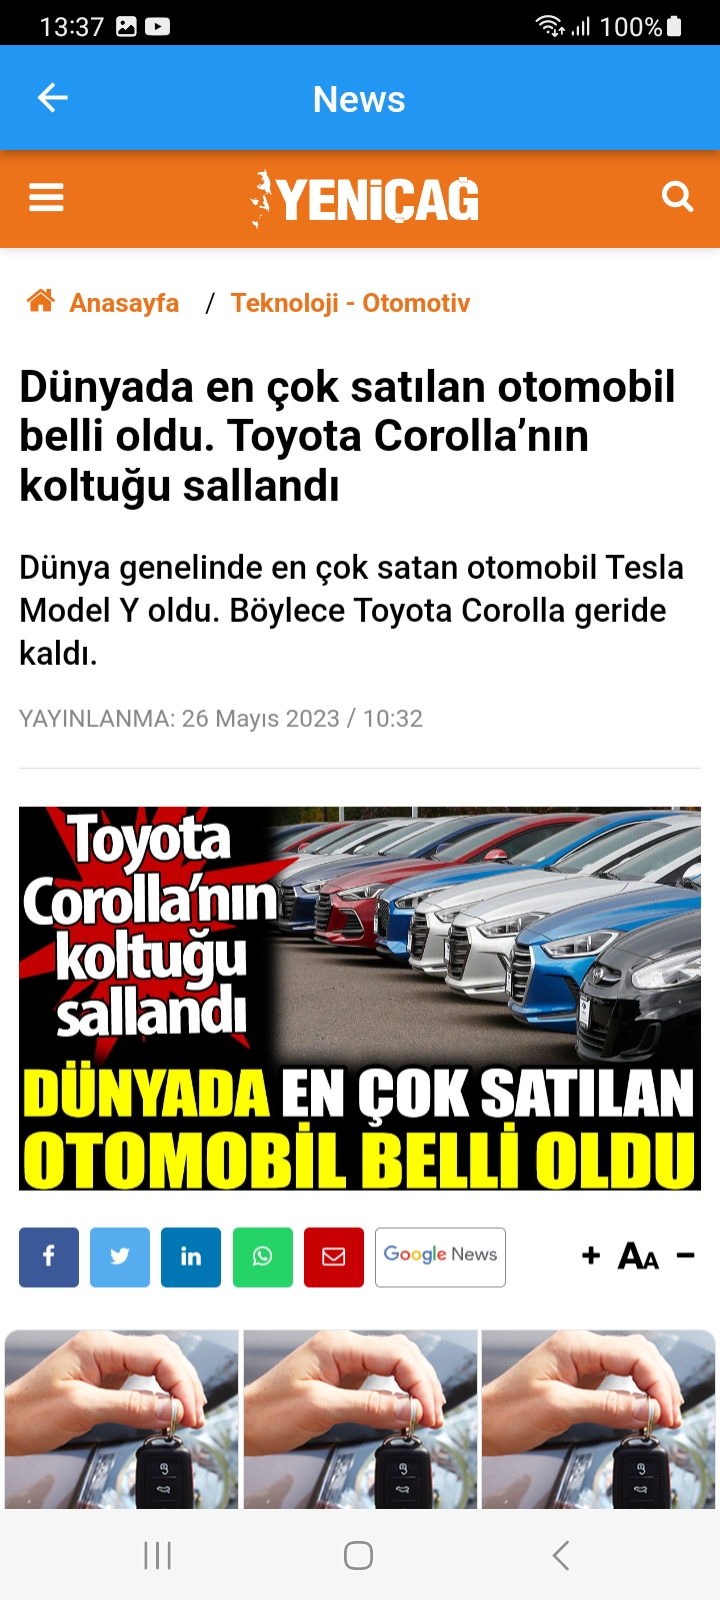 13:37 100%
News
YENİÇAĞ
Anasayfa / Teknoloji - Otomotiv
Dünyada en çok satılan otomobil
belli oldu. Toyota Corolla’nın
koltuğu sallandı
Dünya genelinde en çok satan otomobil Tesla
Model Y oldu. Böylece Toyota Corolla geride
kaldı.
YAYINLANMA: 26 Mayıs 2023 / 10:32
Toyota
Corolla'nın
koltuğu
sallandı
DÜNYADA EN ÇOK SATILAN
OTOMOBİL BELLİ OLDU
f in Google News + AA −